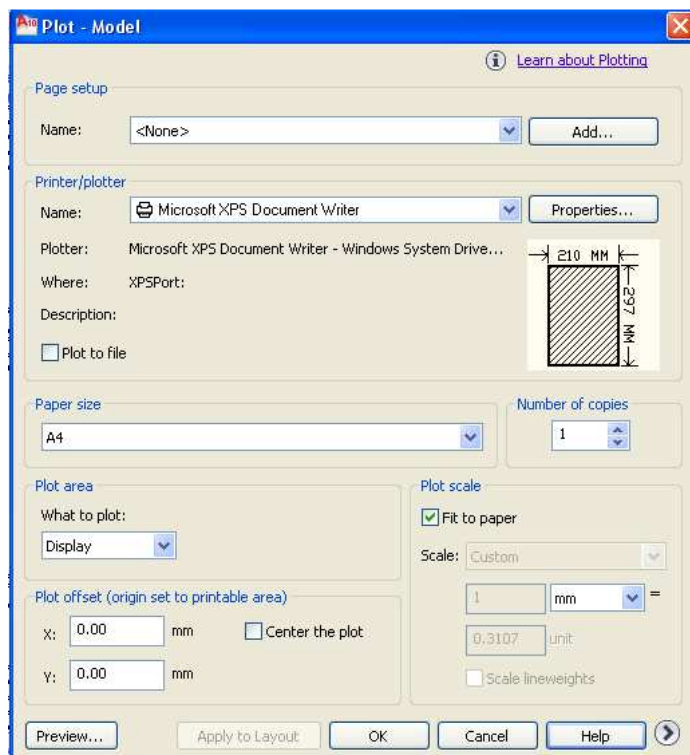 Plot - Model
Learn about Plotting
Page setup
Name: <None> Add...
Printer/plotter
Name: Microsoft XPS Document Writer Properties...
Plotter: Microsoft XPS Document Writer - Windows System Drive...
Where: XPSPort:
Description:
Plot to file
210 MM
297 MM
Paper size
A4
Number of copies
1
Plot area
What to plot:
Display
Plot offset (origin set to printable area)
X: 0.00 mm Center the plot
Y: 0.00 mm
Plot scale
Fit to paper
Scale: Custom
1 mm =
0.3107 unit
Scale lineweights
Preview... Apply to Layout OK Cancel Help